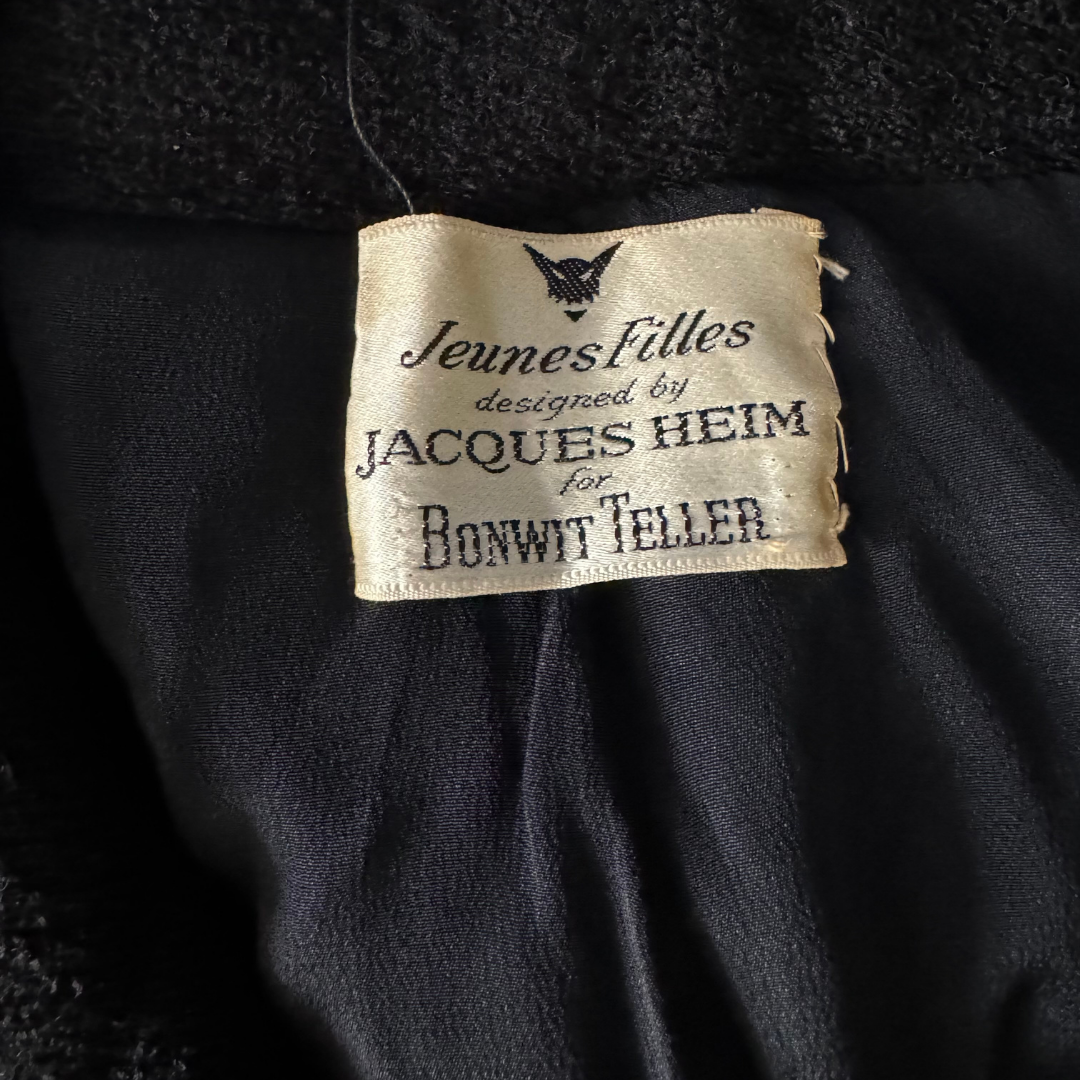 Jeunes Filles
designed by
JACQUES HEIM
for
BONWIT TELLER